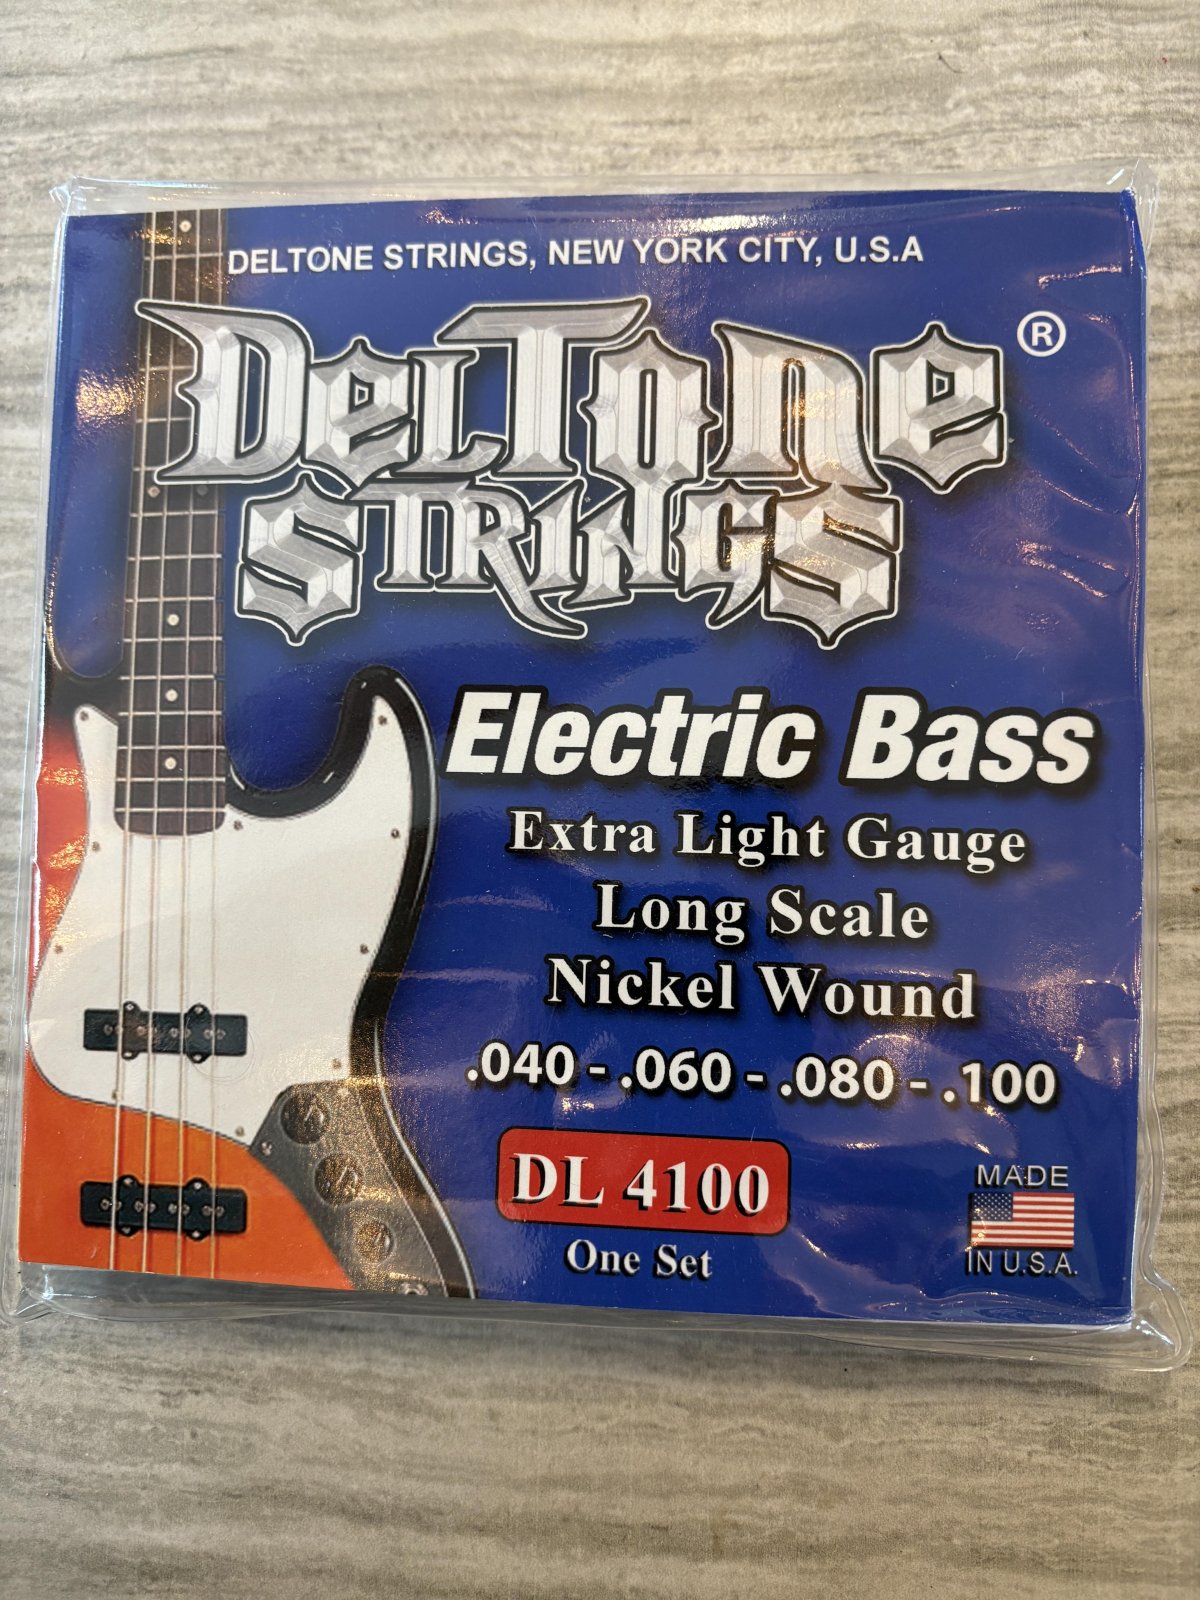 DELTONE STRINGS, NEW YORK CITY, U.S.A
DELTONE ®
STRINGS
Electric Bass
Extra Light Gauge
Long Scale
Nickel Wound
.040 - .060 - .080 - .100
DL 4100
One Set
MADE
IN U.S.A.